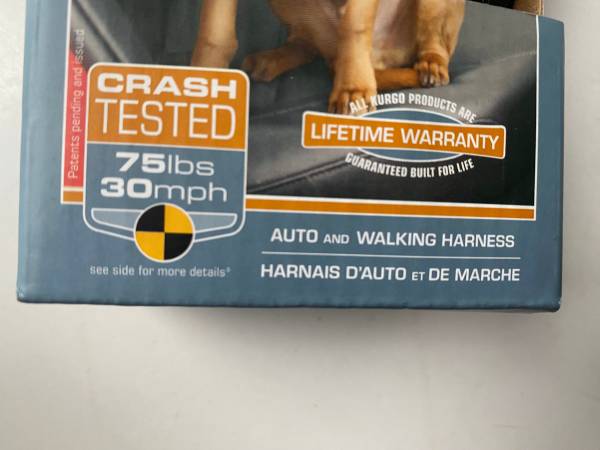 Patents pending and issued
CRASH
TESTED
75lbs
30mph
see side for more details*
ALL KURGO PRODUCTS ARE
LIFETIME WARRANTY
GUARANTEED BUILT FOR LIFE
AUTO AND WALKING HARNESS
HARNAIS D'AUTO ET DE MARCHE